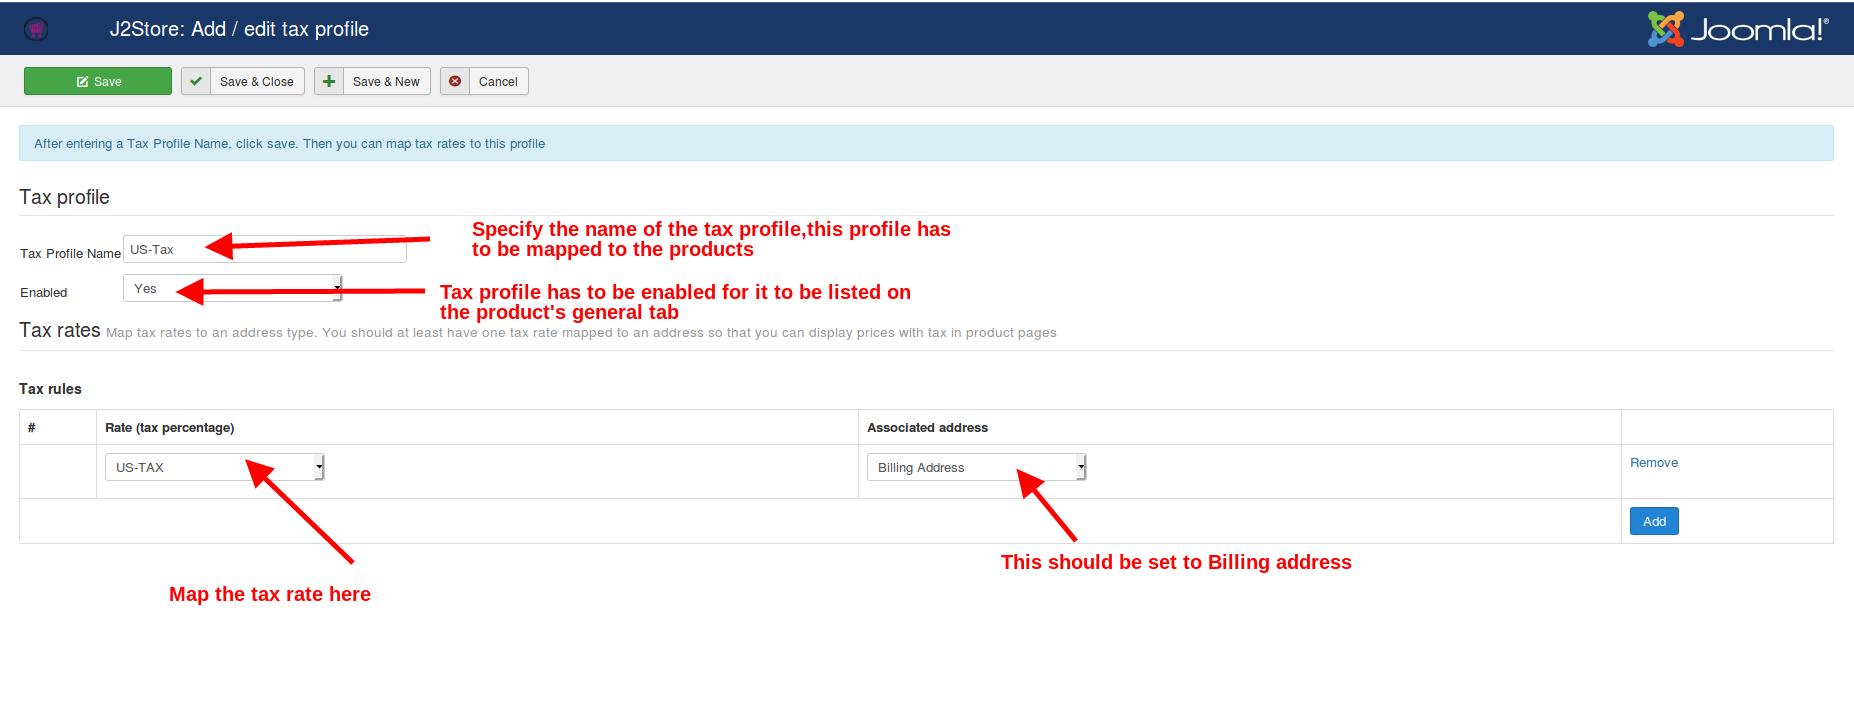 J2Store: Add / edit tax profile
Joomla!®
Save
Save & Close
Save & New
Cancel
After entering a Tax Profile Name, click save. Then you can map tax rates to this profile
Tax profile
Specify the name of the tax profile,this profile has
to be mapped to the products
Tax Profile Name
US-Tax
Enabled
Yes
Tax profile has to be enabled for it to be listed on
the product's general tab
Tax rates Map tax rates to an address type. You should at least have one tax rate mapped to an address so that you can display prices with tax in product pages
Tax rules
# Rate (tax percentage) Associated address
US-TAX Billing Address Remove
Add
This should be set to Billing address
Map the tax rate here